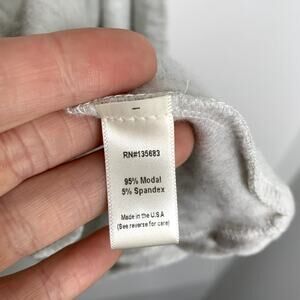 RN#135683
95% Modal
5% Spandex
Made in the U.S.A
(See reverse for care)